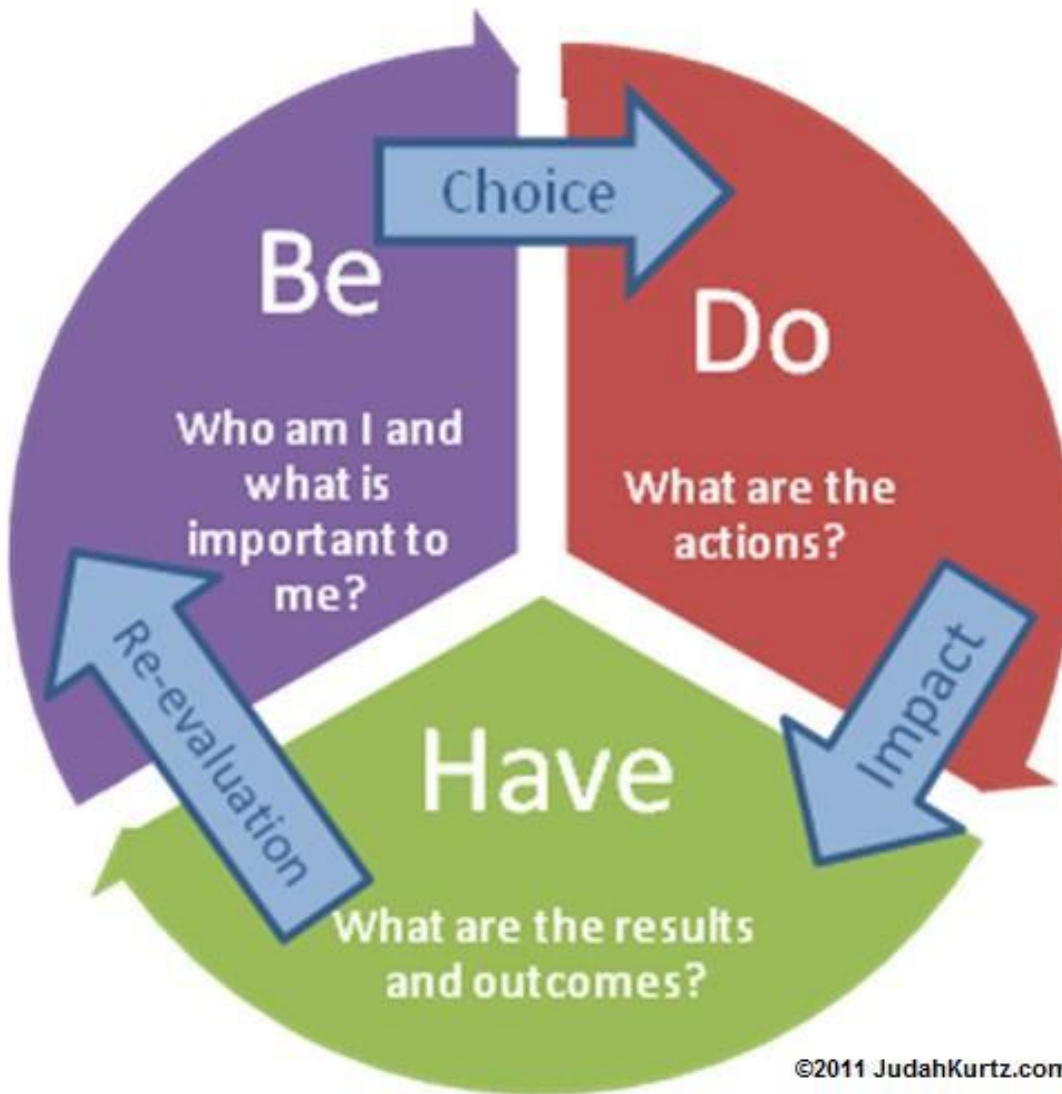 Choice
Be
Who am I and
what is
important to
me?
Do
What are the
actions?
Impact
Have
What are the results
and outcomes?
Re-evaluation
©2011 JudahKurtz.com